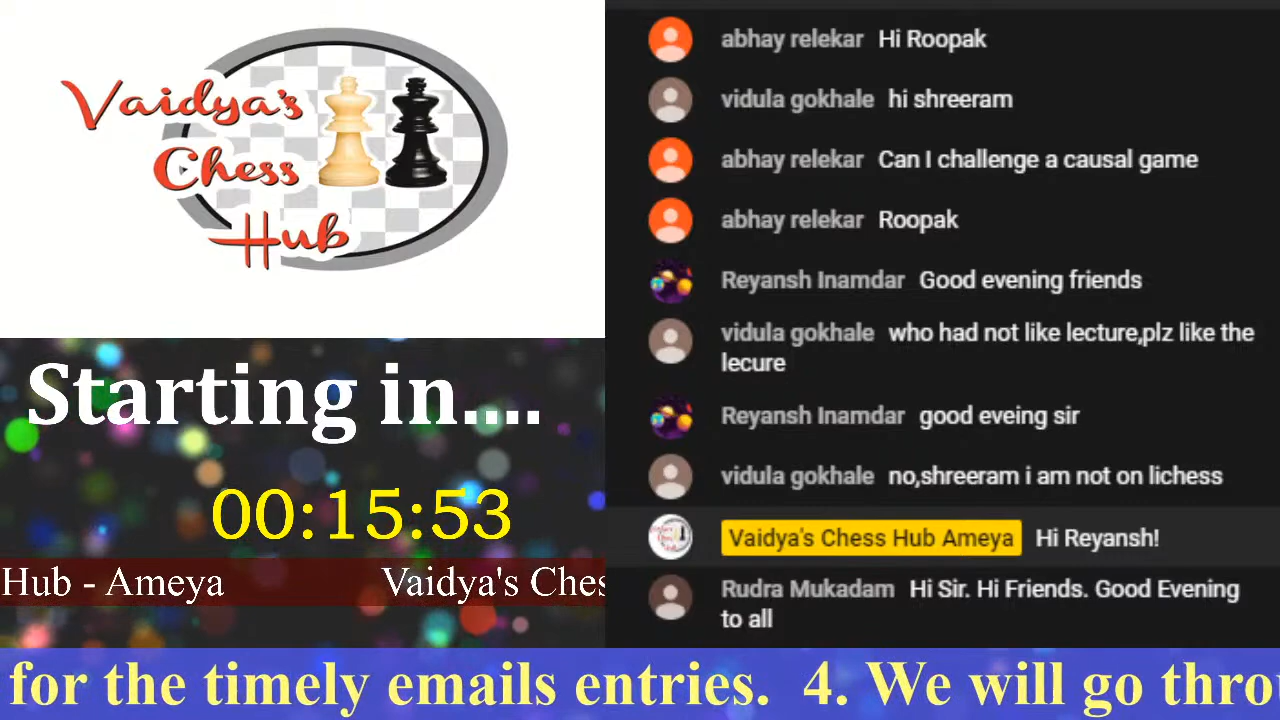 Vaidya's
Chess
Hub
Starting in....
00:15:53
Hub - Ameya Vaidya's Ches
abhay relekar Hi Roopak
vidula gokhale hi shreeram
abhay relekar Can I challenge a causal game
abhay relekar Roopak
Reyansh Inamdar Good evening friends
vidula gokhale who had not like lecture,plz like the
lecure
Reyansh Inamdar good eveing sir
vidula gokhale no,shreeram i am not on lichess
Vaidya's Chess Hub Ameya Hi Reyansh!
Rudra Mukadam Hi Sir. Hi Friends. Good Evening
to all
for the timely emails entries. 4. We will go throu